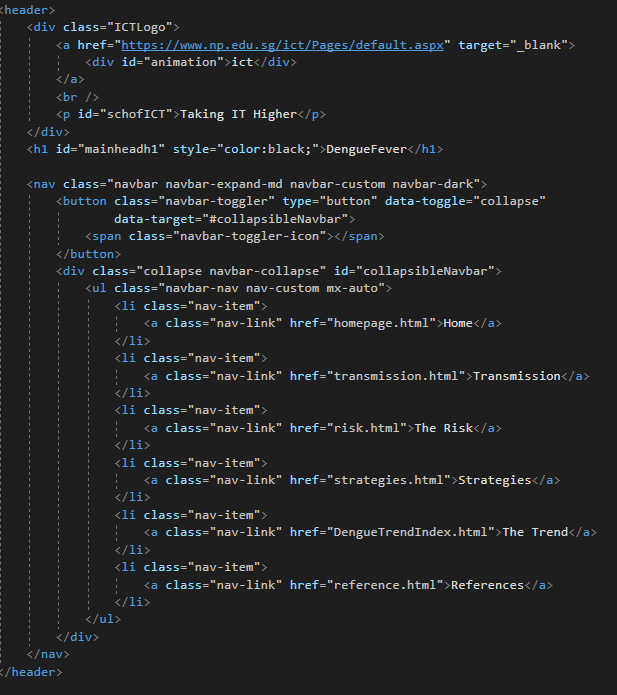 <header>
<div class="ICTLogo">
<a href="https://www.np.edu.sg/ict/Pages/default.aspx" target="_blank">
<div id="animation">ict</div>
</a>
<br />
<p id="schofICT">Taking IT Higher</p>
</div>
<h1 id="mainheadh1" style="color:black;">DengueFever</h1>
<nav class="navbar navbar-expand-md navbar-custom navbar-dark">
<button class="navbar-toggler" type="button" data-toggle="collapse"
data-target="#collapsibleNavbar">
<span class="navbar-toggler-icon"></span>
</button>
<div class="collapse navbar-collapse" id="collapsibleNavbar">
<ul class="navbar-nav nav-custom mx-auto">
<li class="nav-item">
<a class="nav-link" href="homepage.html">Home</a>
</li>
<li class="nav-item">
<a class="nav-link" href="transmission.html">Transmission</a>
</li>
<li class="nav-item">
<a class="nav-link" href="risk.html">The Risk</a>
</li>
<li class="nav-item">
<a class="nav-link" href="strategies.html">Strategies</a>
</li>
<li class="nav-item">
<a class="nav-link" href="DengueTrendIndex.html">The Trend</a>
</li>
<li class="nav-item">
<a class="nav-link" href="reference.html">References</a>
</li>
</ul>
</div>
</nav>
</header>